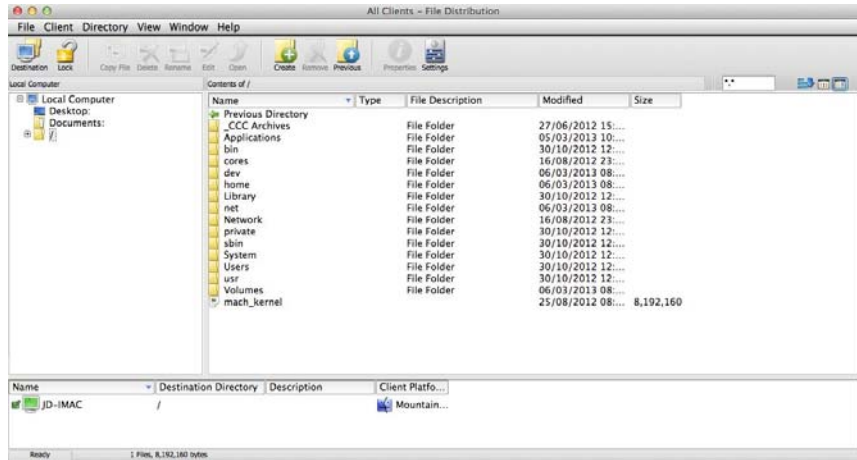 All Clients – File Distribution
File Client Directory View Window Help
Destination Lock Copy File Delete Rename Edit Open Create Remove Previous Properties Settings
Local Computer Contents of / *.*
Local Computer
Desktop:
Documents:
/
Name Type File Description Modified Size
Previous Directory
_CCC Archives File Folder 27/06/2012 15:...
Applications File Folder 05/03/2013 10:...
bin File Folder 30/10/2012 12:...
cores File Folder 16/08/2012 23:...
dev File Folder 06/03/2013 08:...
home File Folder 06/03/2013 08:...
Library File Folder 30/10/2012 12:...
net File Folder 06/03/2013 08:...
Network File Folder 16/08/2012 23:...
private File Folder 30/10/2012 12:...
sbin File Folder 30/10/2012 12:...
System File Folder 30/10/2012 12:...
Users File Folder 30/10/2012 12:...
usr File Folder 30/10/2012 12:...
Volumes File Folder 06/03/2013 08:...
mach_kernel 25/08/2012 08:... 8,192,160
Name Destination Directory Description Client Platfo...
JD-IMAC / Mountain...
Ready 1 Files, 8,192,160 bytes